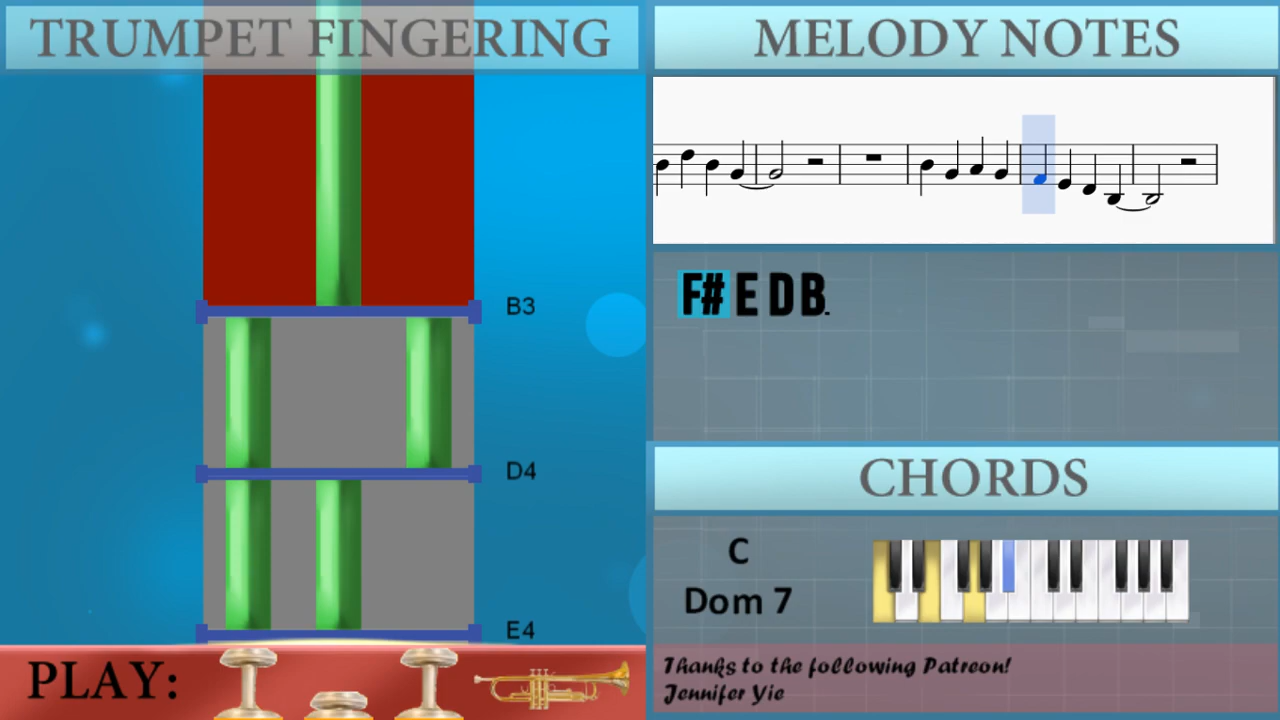 TRUMPET FINGERING
B3
D4
E4
PLAY:
MELODY NOTES
F# E D B.
CHORDS
C
Dom 7
Thanks to the following Patreon!
Jennifer Yie